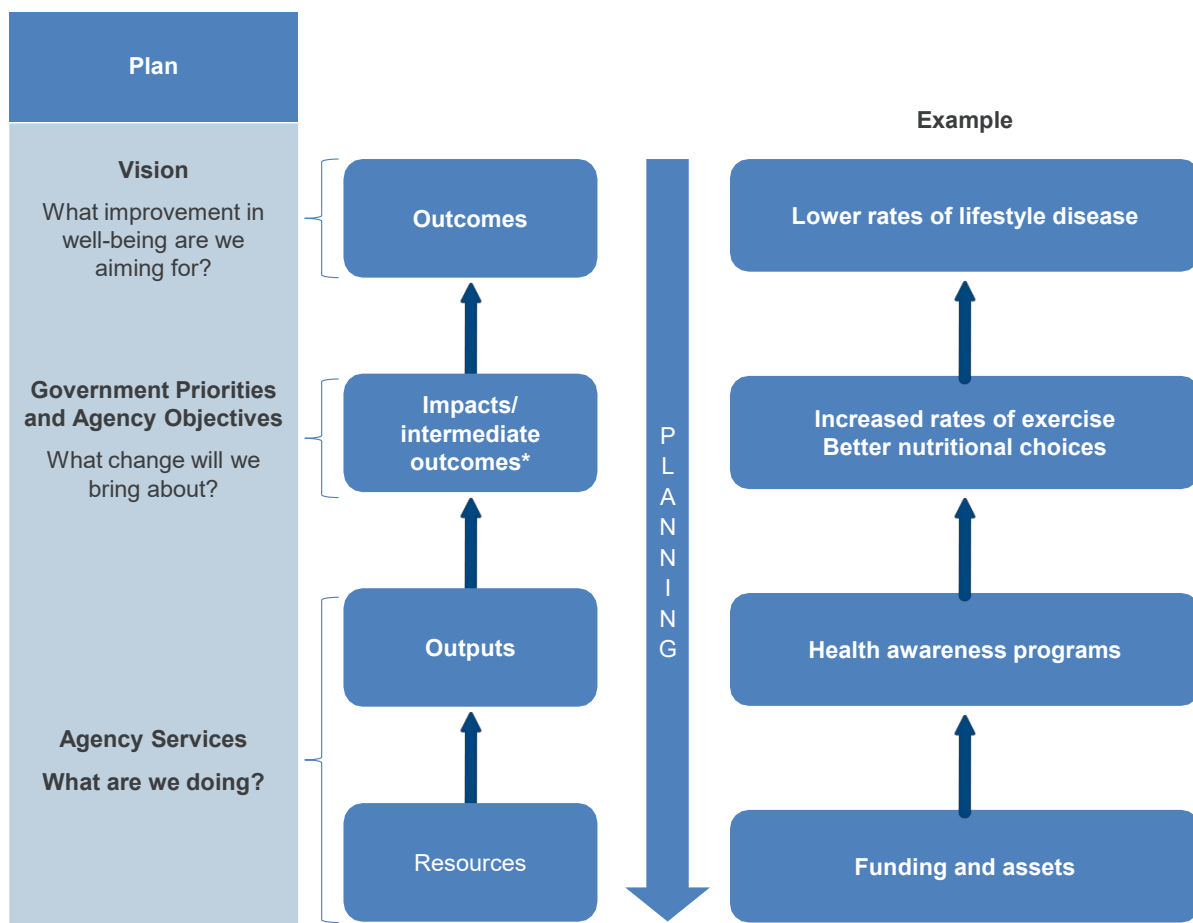 Plan
Example
Vision
What improvement in
well-being are we
aiming for?
Outcomes
Lower rates of lifestyle disease
Government Priorities
and Agency Objectives
What change will we
bring about?
Impacts/
intermediate
outcomes*
PLANNING
Increased rates of exercise
Better nutritional choices
Outputs
Health awareness programs
Agency Services
What are we doing?
Resources
Funding and assets